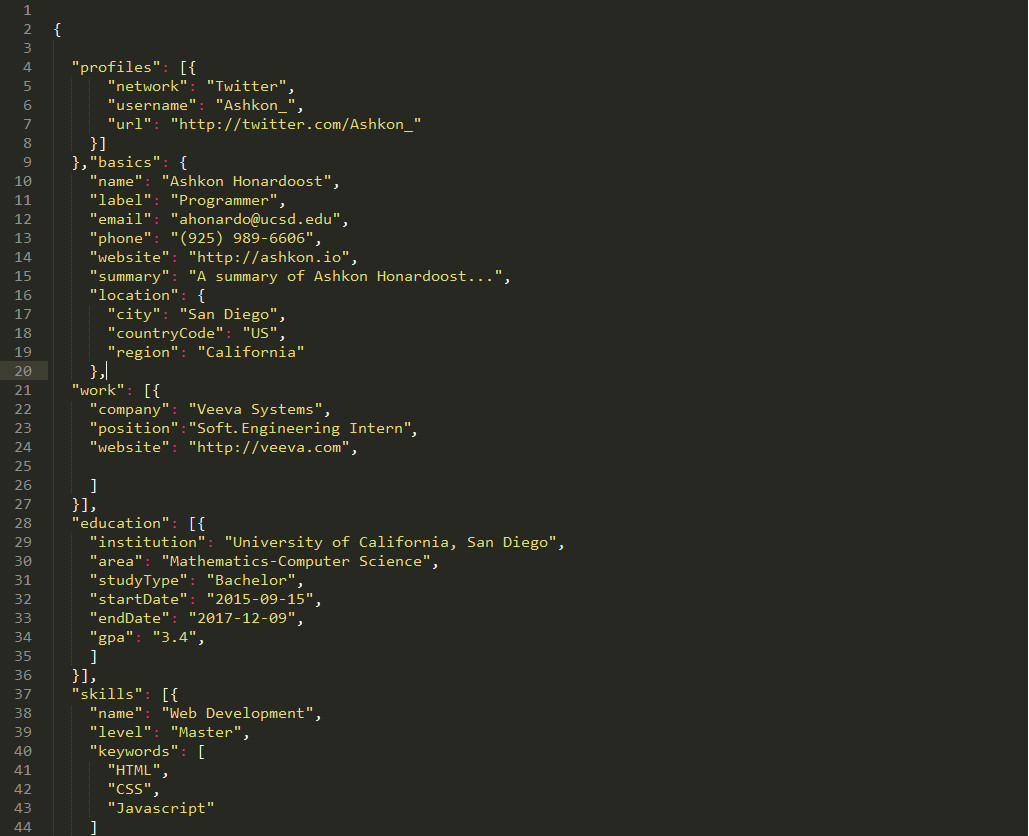 1
2 {
3
4 "profiles": [{
5 "network": "Twitter",
6 "username": "Ashkon_",
7 "url": "http://twitter.com/Ashkon_"
8 }]
9 },"basics": {
10 "name": "Ashkon Honardoost",
11 "label": "Programmer",
12 "email": "ahonardo@ucsd.edu",
13 "phone": "(925) 989-6606",
14 "website": "http://ashkon.io",
15 "summary": "A summary of Ashkon Honardoost...",
16 "location": {
17 "city": "San Diego",
18 "countryCode": "US",
19 "region": "California"
20 },
21 "work": [{
22 "company": "Veeva Systems",
23 "position":"Soft.Engineering Intern",
24 "website": "http://veeva.com",
25
26 ]
27 }],
28 "education": [{
29 "institution": "University of California, San Diego",
30 "area": "Mathematics-Computer Science",
31 "studyType": "Bachelor",
32 "startDate": "2015-09-15",
33 "endDate": "2017-12-09",
34 "gpa": "3.4",
35 ]
36 }],
37 "skills": [{
38 "name": "Web Development",
39 "level": "Master",
40 "keywords": [
41 "HTML",
42 "CSS",
43 "Javascript"
44 ]